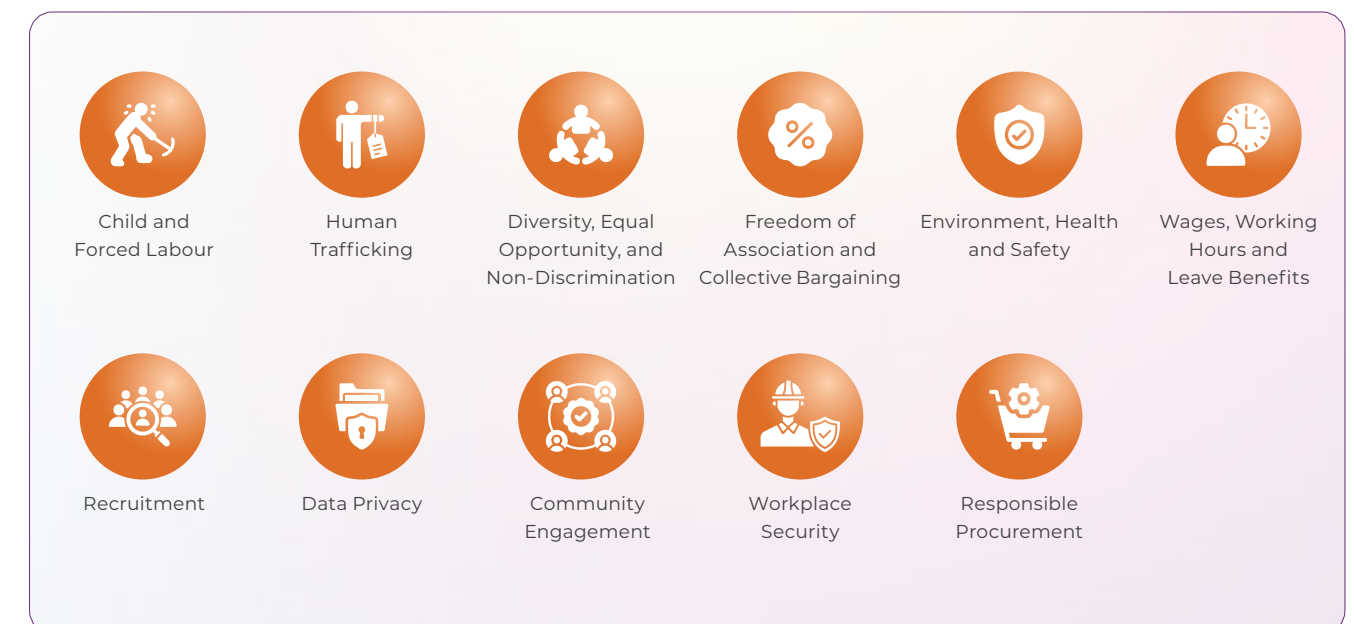 Child and
Forced Labour
Human
Trafficking
Diversity, Equal
Opportunity, and
Non-Discrimination
Freedom of
Association and
Collective Bargaining
Environment, Health
and Safety
Wages, Working
Hours and
Leave Benefits
Recruitment
Data Privacy
Community
Engagement
Workplace
Security
Responsible
Procurement